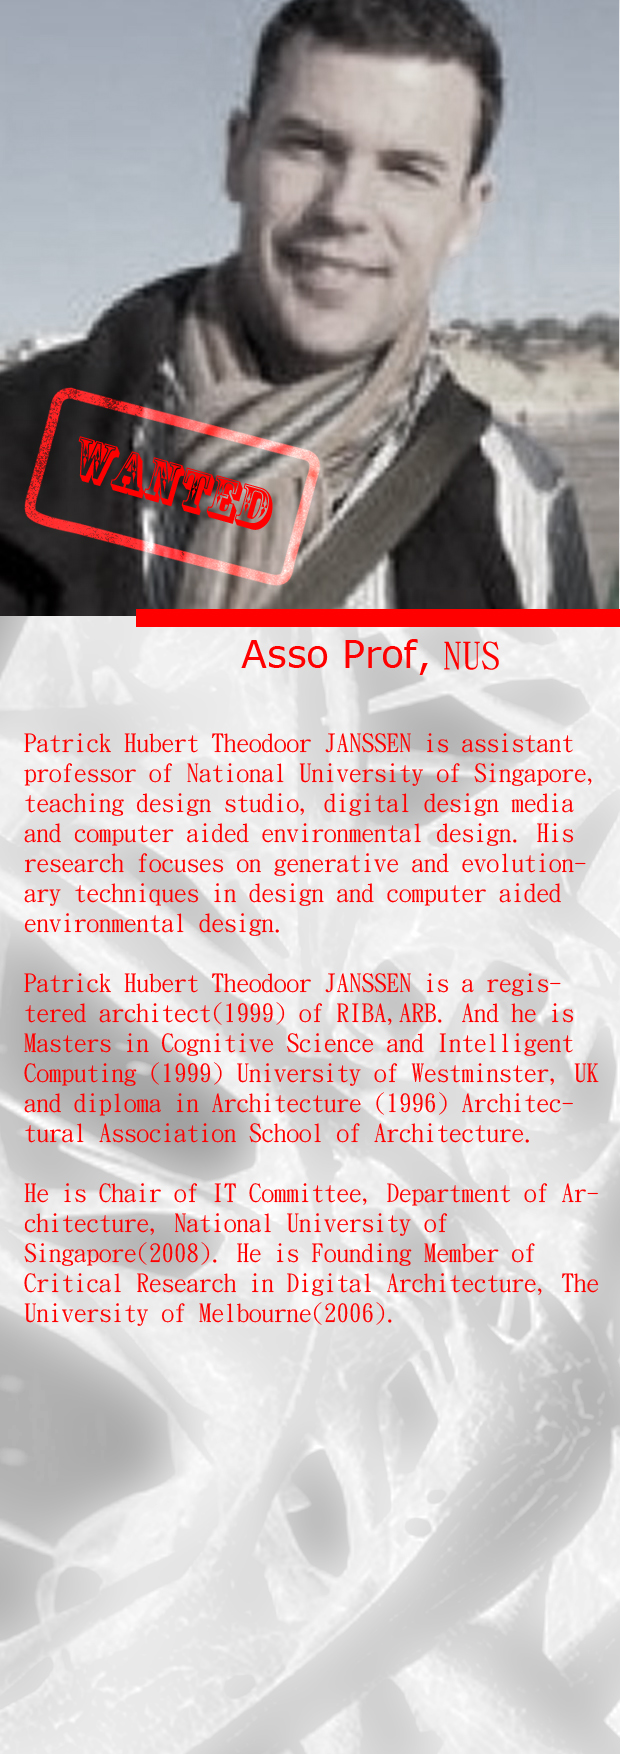 WANTED
Asso Prof, NUS
Patrick Hubert Theodoor JANSSEN is assistant
professor of National University of Singapore,
teaching design studio, digital design media
and computer aided environmental design. His
research focuses on generative and evolution-
ary techniques in design and computer aided
environmental design.
Patrick Hubert Theodoor JANSSEN is a regis-
tered architect(1999) of RIBA,ARB. And he is
Masters in Cognitive Science and Intelligent
Computing (1999) University of Westminster, UK
and diploma in Architecture (1996) Architec-
tural Association School of Architecture.
He is Chair of IT Committee, Department of Ar-
chitecture, National University of
Singapore(2008). He is Founding Member of
Critical Research in Digital Architecture, The
University of Melbourne(2006).